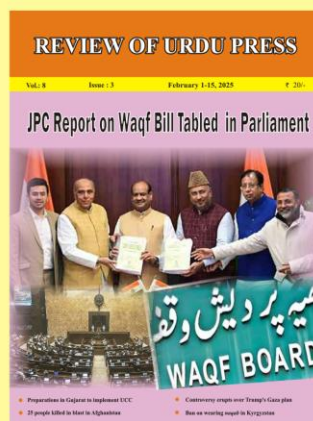 REVIEW OF URDU PRESS
Vol.: 8 Issue : 3 February 1-15, 2025 ₹ 20/-
JPC Report on Waqf Bill Tabled in Parliament
پردیش وقف
WAQF BOARD
Preparations in Gujarat to implement UCC
Controversy erupts over Trump's Gaza plan
25 people killed in blast in Afghanistan
Ban on wearing naqab in Kyrgyzstan